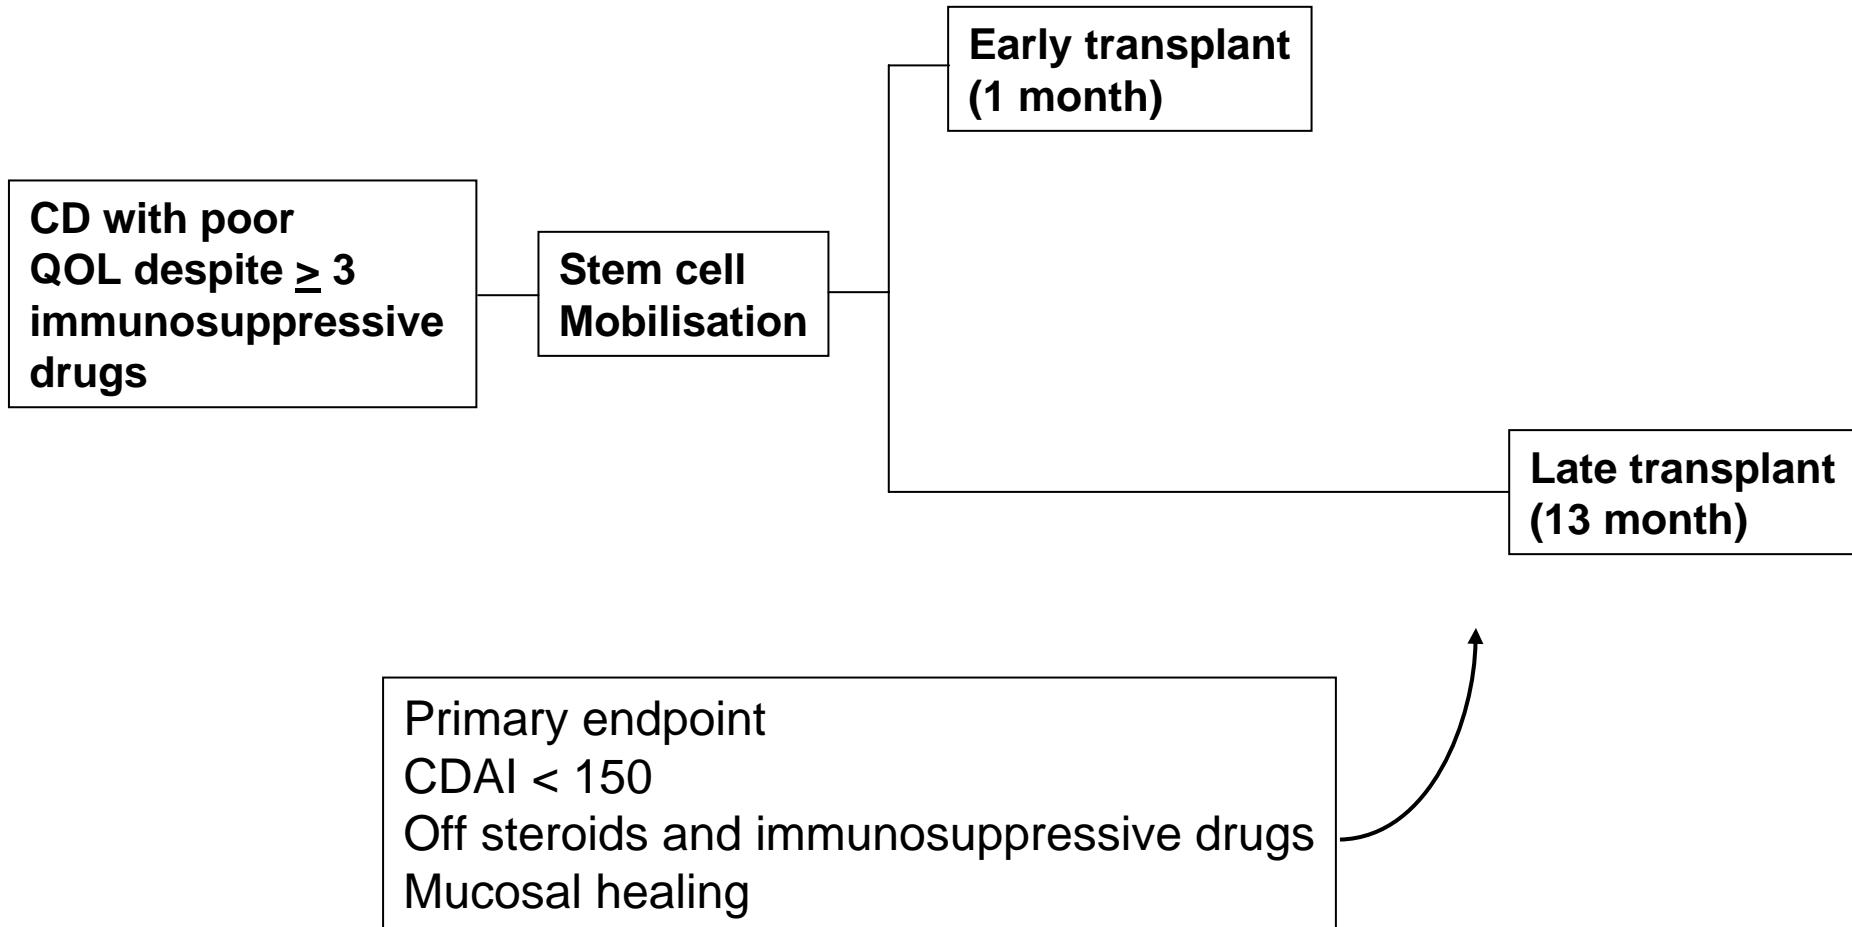 Early transplant
(1 month)
CD with poor
QOL despite ≥ 3
immunosuppressive
drugs
Stem cell
Mobilisation
Late transplant
(13 month)
Primary endpoint
CDAI < 150
Off steroids and immunosuppressive drugs
Mucosal healing